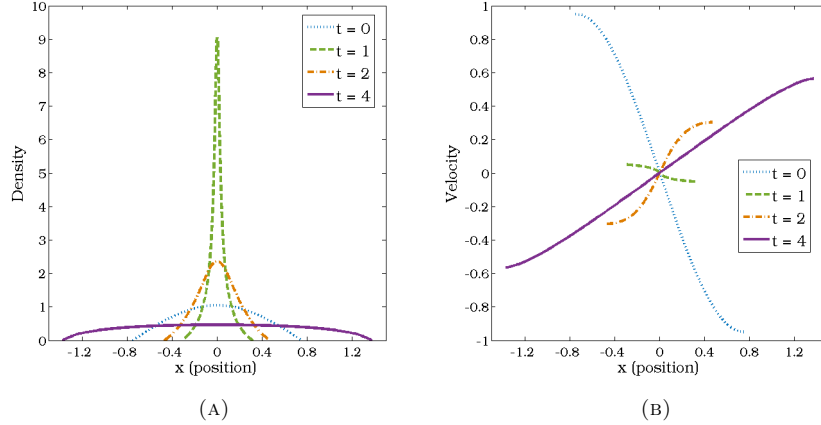 10
9
8
7
6
5
4
3
2
1
0
Density
-1.2 -0.8 -0.4 0 0.4 0.8 1.2
x (position)
t = 0
t = 1
t = 2
t = 4
(A)
1
0.8
0.6
0.4
0.2
0
-0.2
-0.4
-0.6
-0.8
-1
Velocity
-1.2 -0.8 -0.4 0 0.4 0.8 1.2
x (position)
t = 0
t = 1
t = 2
t = 4
(B)